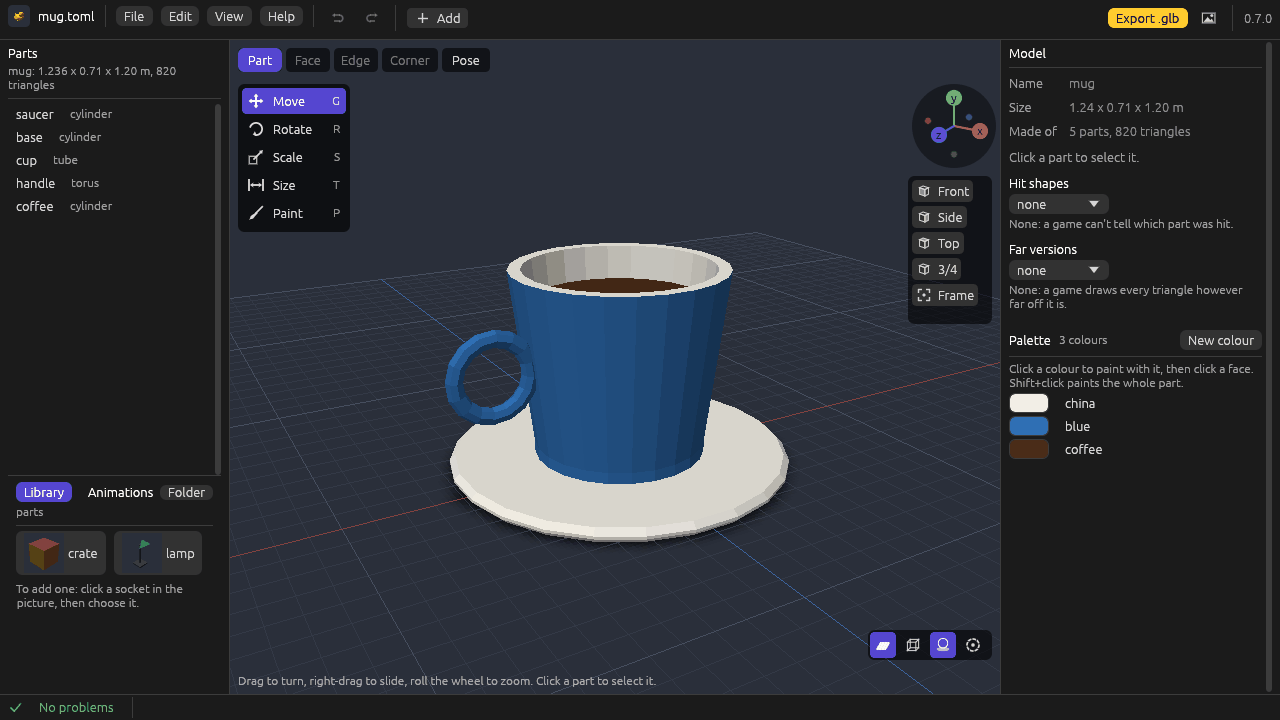 mug.toml File Edit View Help + Add Export .glb 0.7.0
Parts
mug: 1.236 x 0.71 x 1.20 m, 820
triangles
saucer cylinder
base cylinder
cup tube
handle torus
coffee cylinder
Library Animations Folder
parts
crate lamp
To add one: click a socket in the
picture, then choose it.
Part Face Edge Corner Pose
Move G
Rotate R
Scale S
Size T
Paint P
y
x
z
Front
Side
Top
3/4
Frame
Drag to turn, right-drag to slide, roll the wheel to zoom. Click a part to select it.
Model
Name mug
Size 1.24 x 0.71 x 1.20 m
Made of 5 parts, 820 triangles
Click a part to select it.
Hit shapes
none
None: a game can't tell which part was hit.
Far versions
none
None: a game draws every triangle however
far off it is.
Palette 3 colours New colour
Click a colour to paint with it, then click a face.
Shift+click paints the whole part.
china
blue
coffee
No problems